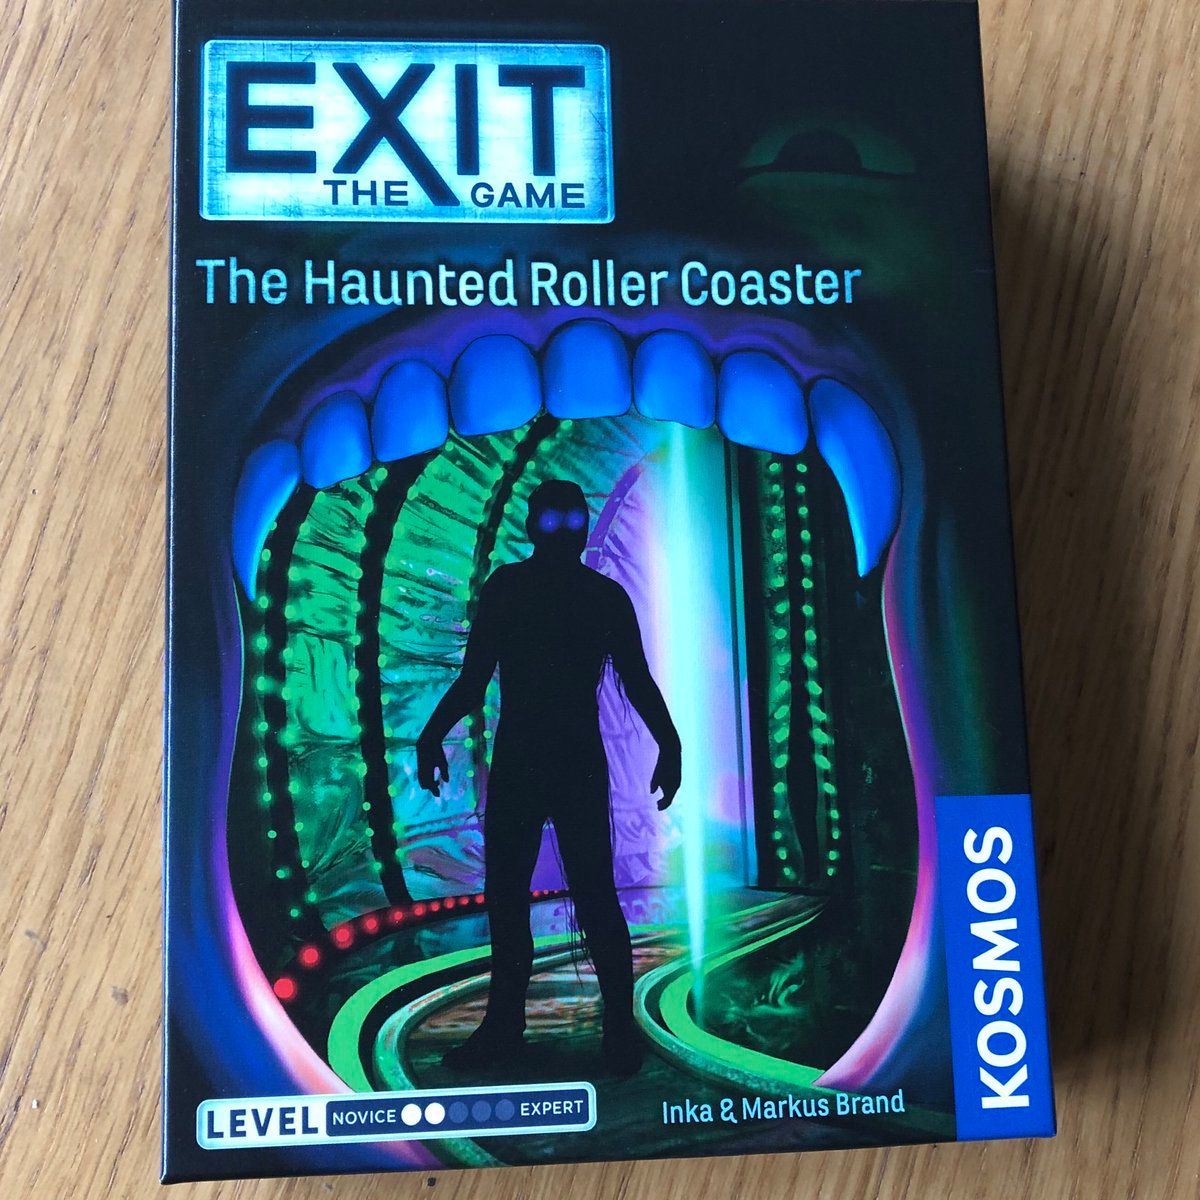 EXIT
THE GAME
The Haunted Roller Coaster
KOSMOS
LEVEL NOVICE EXPERT
Inka & Markus Brand